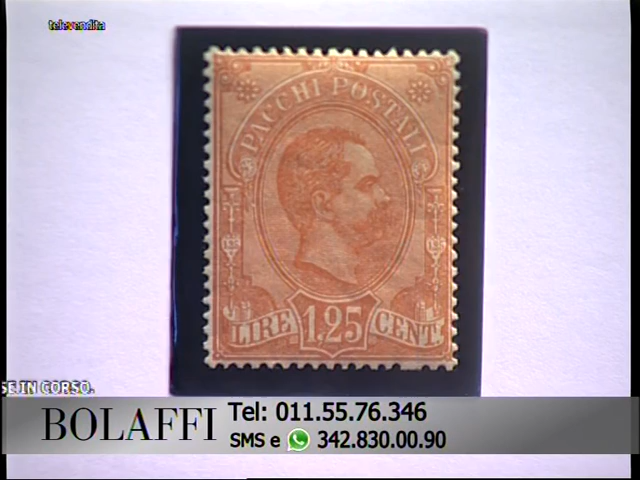 televendita
PACCHI POSTALI
LIRE 1,25 CENT.
SE IN CORSO.
BOLAFFI
Tel: 011.55.76.346
SMS e 342.830.00.90